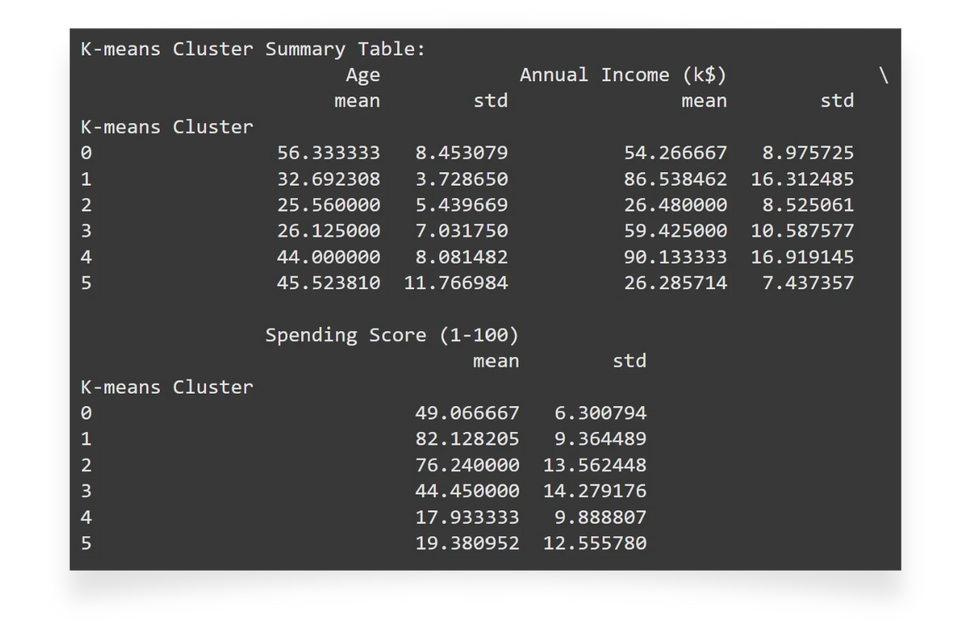 K-means Cluster Summary Table:
Age Annual Income (k$) \
mean std mean std
K-means Cluster
0 56.333333 8.453079 54.266667 8.975725
1 32.692308 3.728650 86.538462 16.312485
2 25.560000 5.439669 26.480000 8.525061
3 26.125000 7.031750 59.425000 10.587577
4 44.000000 8.081482 90.133333 16.919145
5 45.523810 11.766984 26.285714 7.437357
Spending Score (1-100)
mean std
K-means Cluster
0 49.066667 6.300794
1 82.128205 9.364489
2 76.240000 13.562448
3 44.450000 14.279176
4 17.933333 9.888807
5 19.380952 12.555780